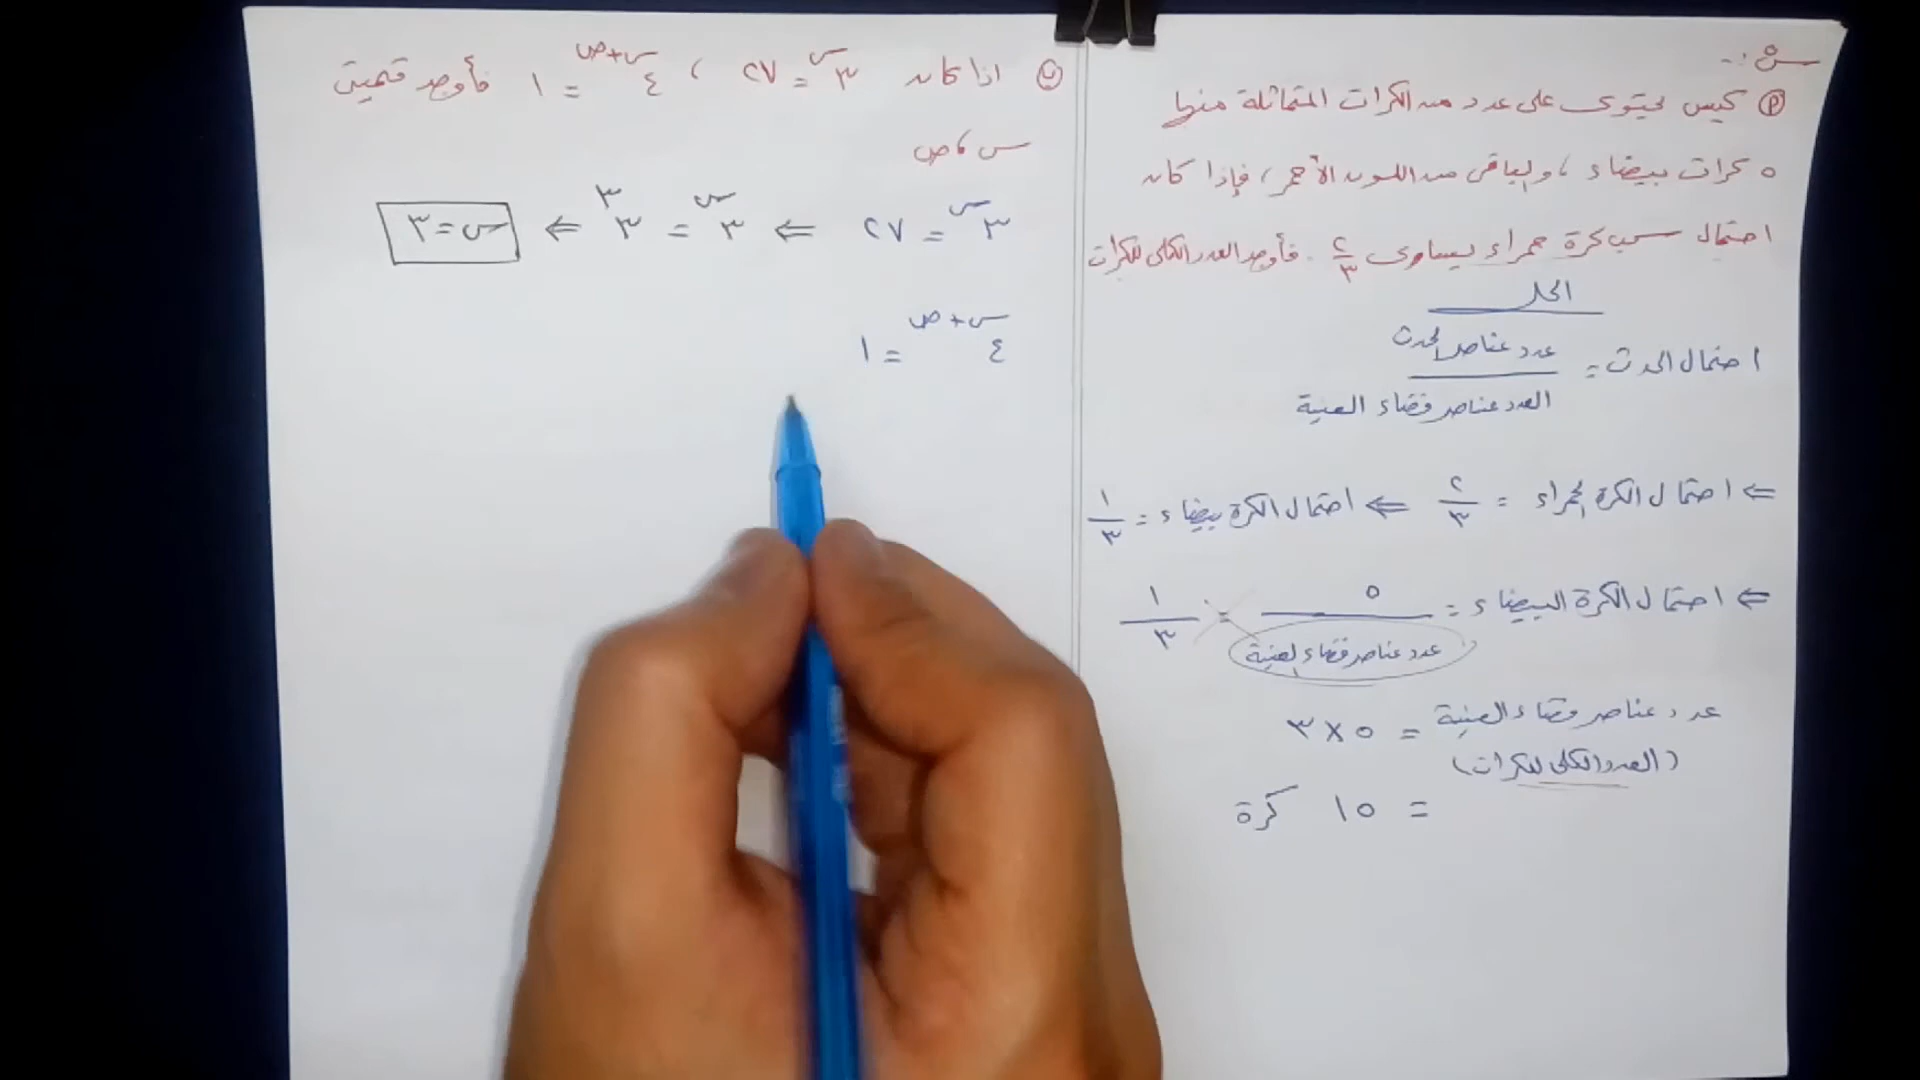 س:-
(أ) كيس يحتوى على عدد من الكرات المتماثلة منها
٥ كرات بيضاء، والباقى من اللون الأحمر، فإذا كان
احتمال سحب كرة حمراء يساوى ٢/٣. فأوجد العدد الكلى للكرات
الحل
احتمال الحدث = عدد عناصر الحدث / العدد عناصر فضاء العينة
⇐ احتمال الكرة الحمراء = ٢/٣ ⇐ احتمال الكرة بيضاء = ١/٣
⇐ احتمال الكرة البيضاء = ٥ / عدد عناصر فضاء العينة = ١/٣
عدد عناصر فضاء العينة = ٥ × ٣
(العدد الكلى للكرات)
= ١٥ كرة
(ب) اذا كان ٣^س = ٢٧ ، ٤^(س+ص) = ١ فأوجد قيمتى
س، ص
٣^س = ٢٧ ⇐ ٣^س = ٣^٣ ⇐ س = ٣
٤^(س+ص) = ١